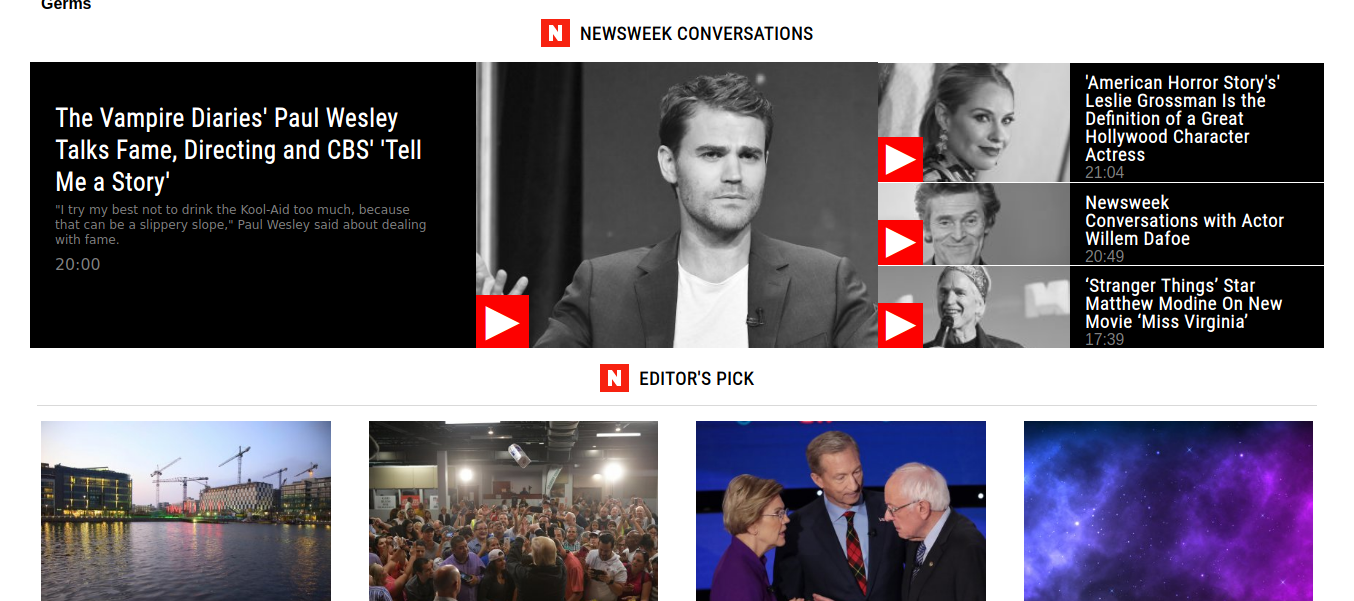 Germs
N NEWSWEEK CONVERSATIONS
The Vampire Diaries' Paul Wesley
Talks Fame, Directing and CBS' 'Tell
Me a Story'
"I try my best not to drink the Kool-Aid too much, because
that can be a slippery slope," Paul Wesley said about dealing
with fame.
20:00
'American Horror Story's'
Leslie Grossman Is the
Definition of a Great
Hollywood Character
Actress
21:04
Newsweek
Conversations with Actor
Willem Dafoe
20:49
‘Stranger Things’ Star
Matthew Modine On New
Movie ‘Miss Virginia’
17:39
N EDITOR'S PICK